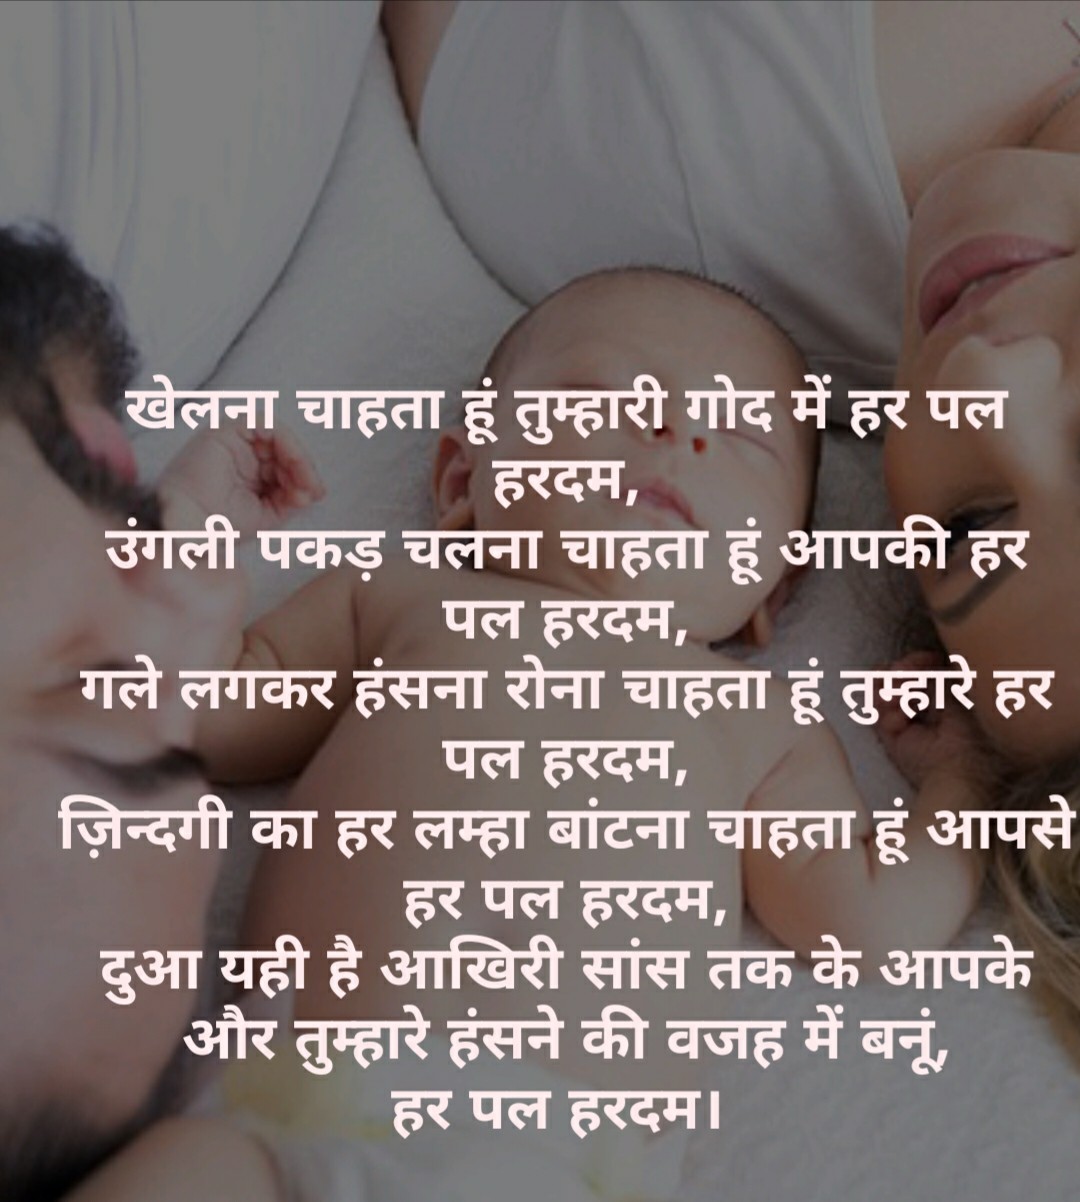 खेलना चाहता हूं तुम्हारी गोद में हर पल
हरदम,
उंगली पकड़ चलना चाहता हूं आपकी हर
पल हरदम,
गले लगकर हंसना रोना चाहता हूं तुम्हारे हर
पल हरदम,
ज़िन्दगी का हर लम्हा बांटना चाहता हूं आपसे
हर पल हरदम,
दुआ यही है आखिरी सांस तक के आपके
और तुम्हारे हंसने की वजह में बनूं,
हर पल हरदम।